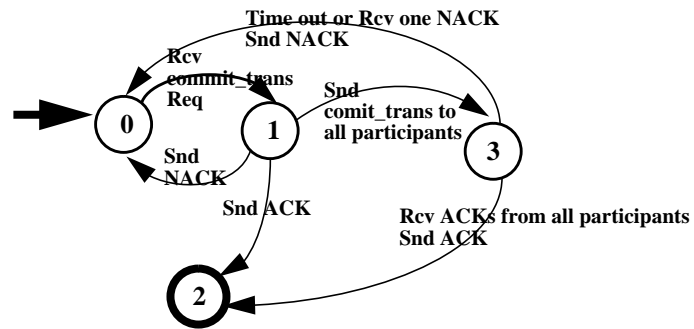 Time out or Rcv one NACK
Snd NACK
Rcv
commit_trans
Req
Snd
comit_trans to
all participants
0
1
3
Snd
NACK
Snd ACK
Rcv ACKs from all participants
Snd ACK
2